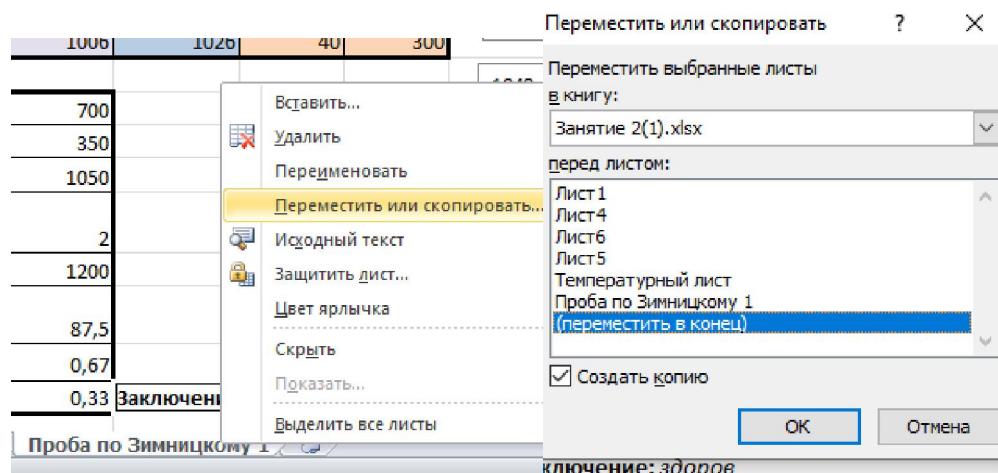 Переместить или скопировать ? ×
1006 1026 40 300
Переместить выбранные листы
в книгу:
Занятие 2(1).xlsx
перед листом:
Лист1
Лист4
Лист6
Лист5
Температурный лист
Проба по Зимницкому 1
(переместить в конец)
Создать копию
ОК Отмена
700
350
1050
2
1200
87,5
0,67
0,33 Заключени
Вставить...
Удалить
Переименовать
Переместить или скопировать...
Исходный текст
Защитить лист...
Цвет ярлычка
Скрыть
Показать...
Выделить все листы
Проба по Зимницкому 1
ключение: здоров